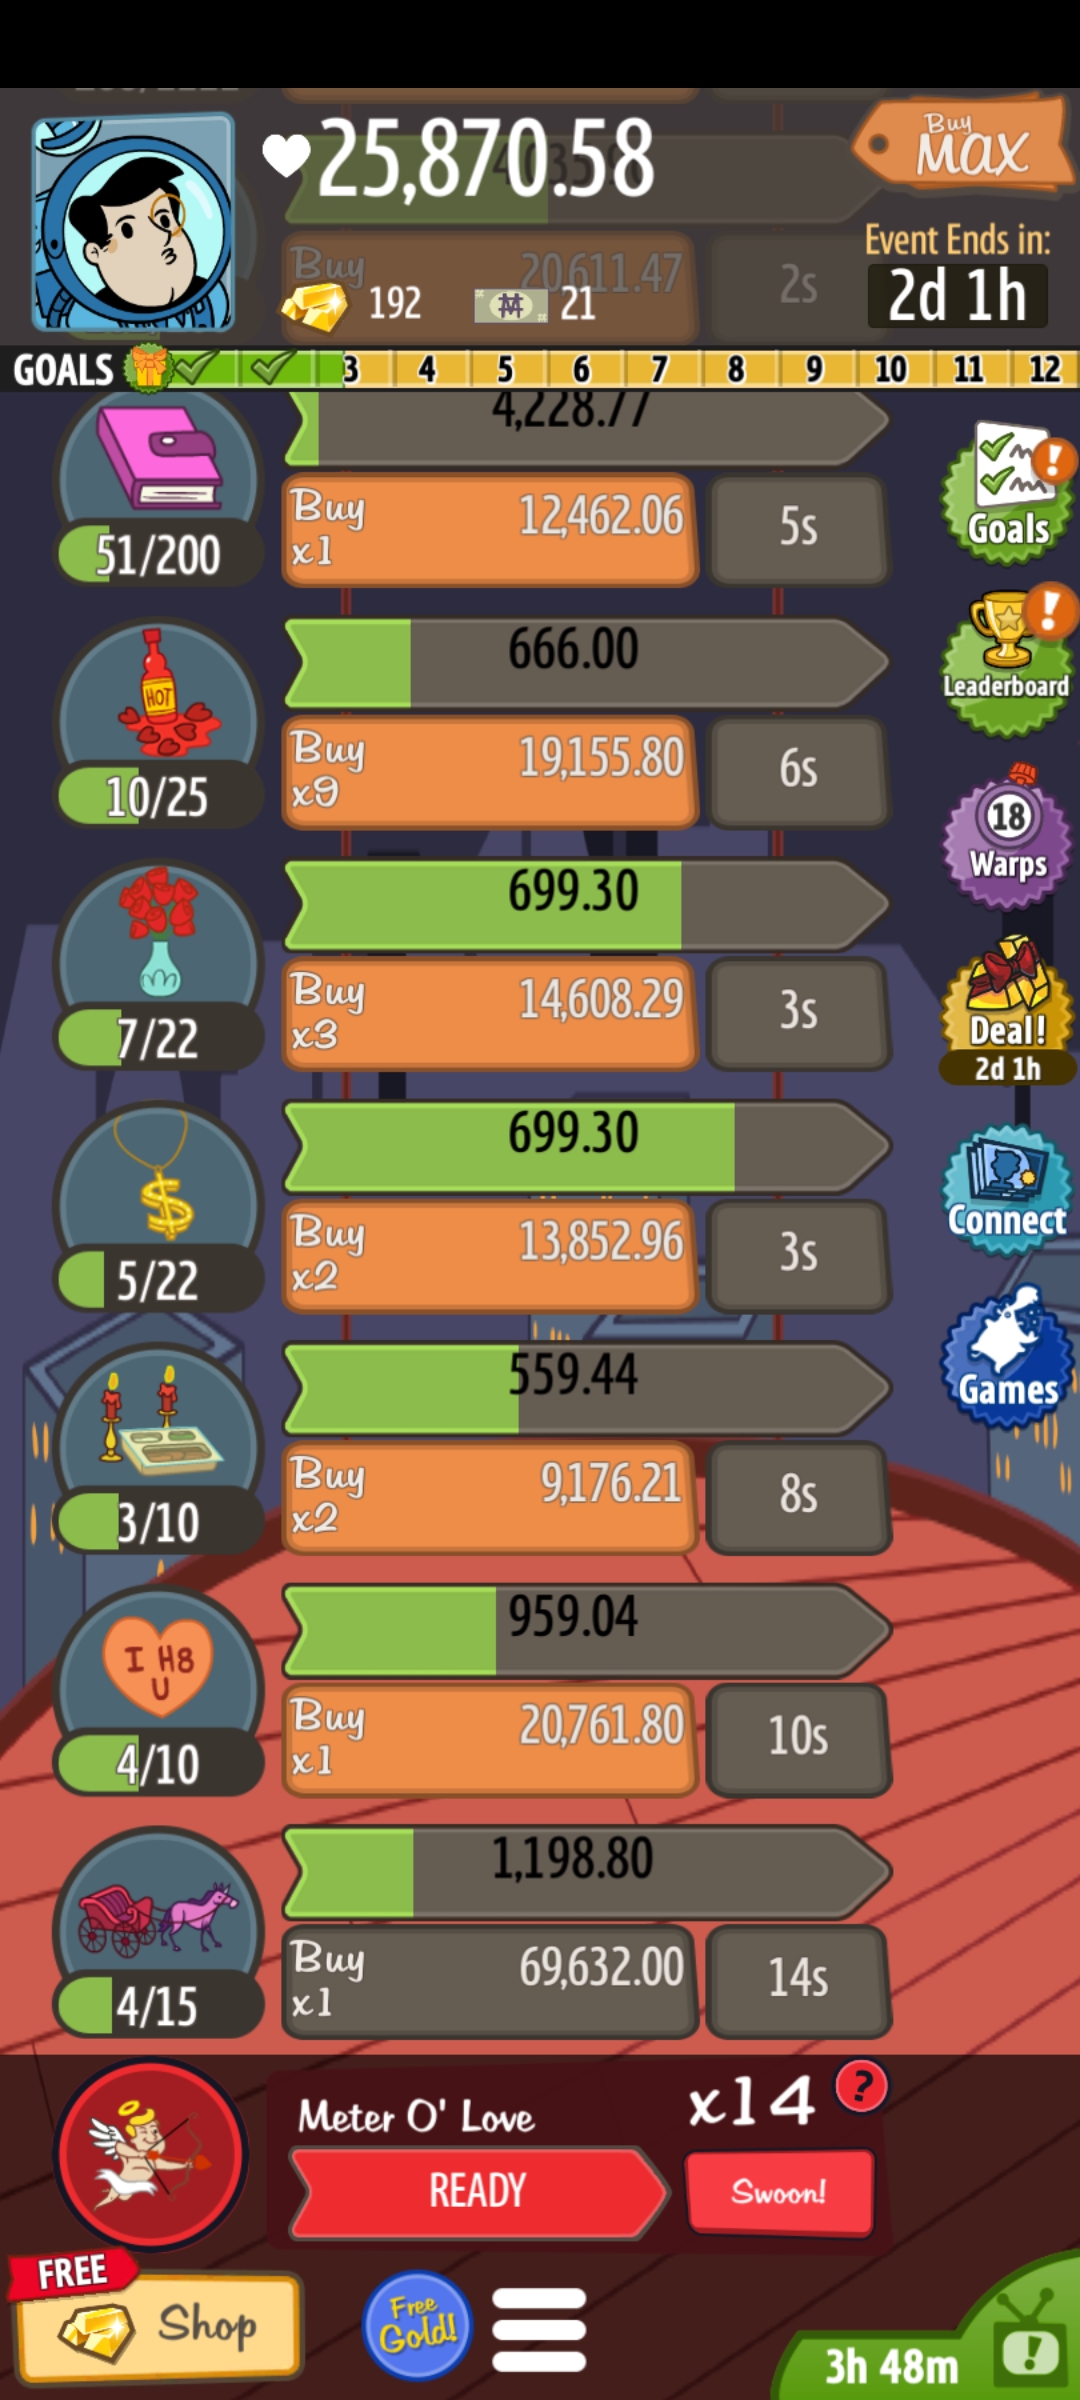 25,870.58
Buy
MAX
Buy
20611.47
2s
Event Ends in:
2d 1h
192
21
GOALS
3
4
5
6
7
8
9
10
11
12
4,228.77
Buy
x1
12,462.06
5s
51/200
Goals
666.00
Buy
x9
19,155.80
6s
HOT
10/25
Leaderboard
699.30
Buy
x3
14,608.29
3s
7/22
18
Warps
Deal!
2d 1h
699.30
Buy
x2
13,852.96
3s
$
5/22
Connect
559.44
Buy
x2
9,176.21
8s
3/10
Games
959.04
I H8
U
Buy
x1
20,761.80
10s
4/10
1,198.80
Buy
x1
69,632.00
14s
4/15
Meter O' Love
x14
?
READY
Swoon!
FREE
Shop
Free
Gold!
3h 48m